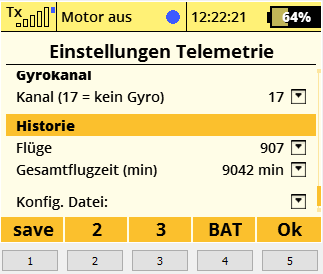 Tx Motor aus 12:22:21 64%
Einstellungen Telemetrie
Gyrokanal
Kanal (17 = kein Gyro) 17
Historie
Flüge 907
Gesamtflugzeit (min) 9042 min
Konfig. Datei:
save 2 3 BAT Ok
1 2 3 4 5